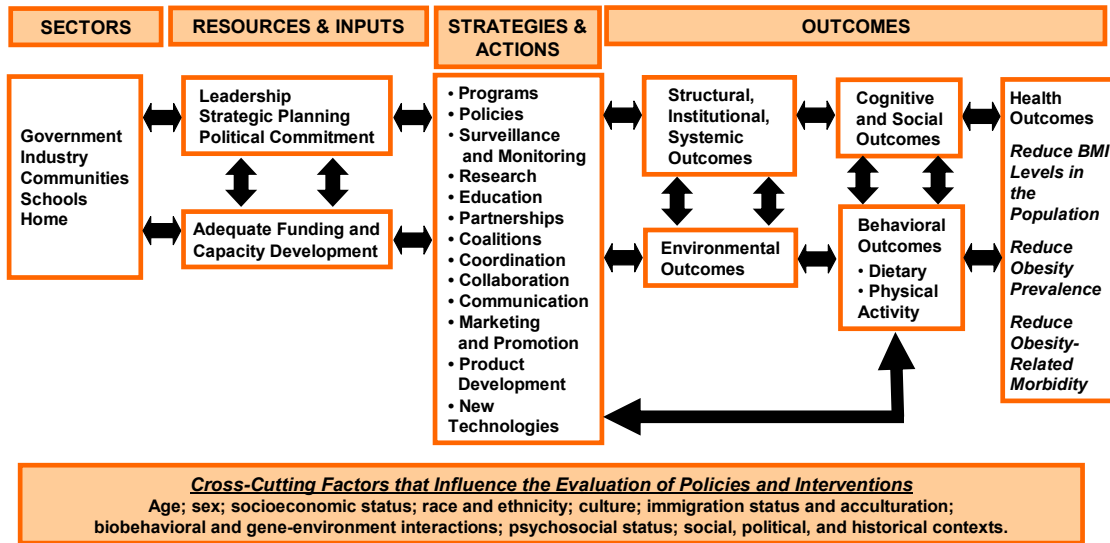 SECTORS
RESOURCES & INPUTS
STRATEGIES &
ACTIONS
OUTCOMES
Government
Industry
Communities
Schools
Home
Leadership
Strategic Planning
Political Commitment
Adequate Funding and
Capacity Development
• Programs
• Policies
• Surveillance
and Monitoring
• Research
• Education
• Partnerships
• Coalitions
• Coordination
• Collaboration
• Communication
• Marketing
and Promotion
• Product
Development
• New
Technologies
Structural,
Institutional,
Systemic
Outcomes
Environmental
Outcomes
Cognitive
and Social
Outcomes
Behavioral
Outcomes
• Dietary
• Physical
Activity
Health
Outcomes
Reduce BMI
Levels in
the
Population
Reduce
Obesity
Prevalence
Reduce
Obesity-
Related
Morbidity
Cross-Cutting Factors that Influence the Evaluation of Policies and Interventions
Age; sex; socioeconomic status; race and ethnicity; culture; immigration status and acculturation;
biobehavioral and gene-environment interactions; psychosocial status; social, political, and historical contexts.